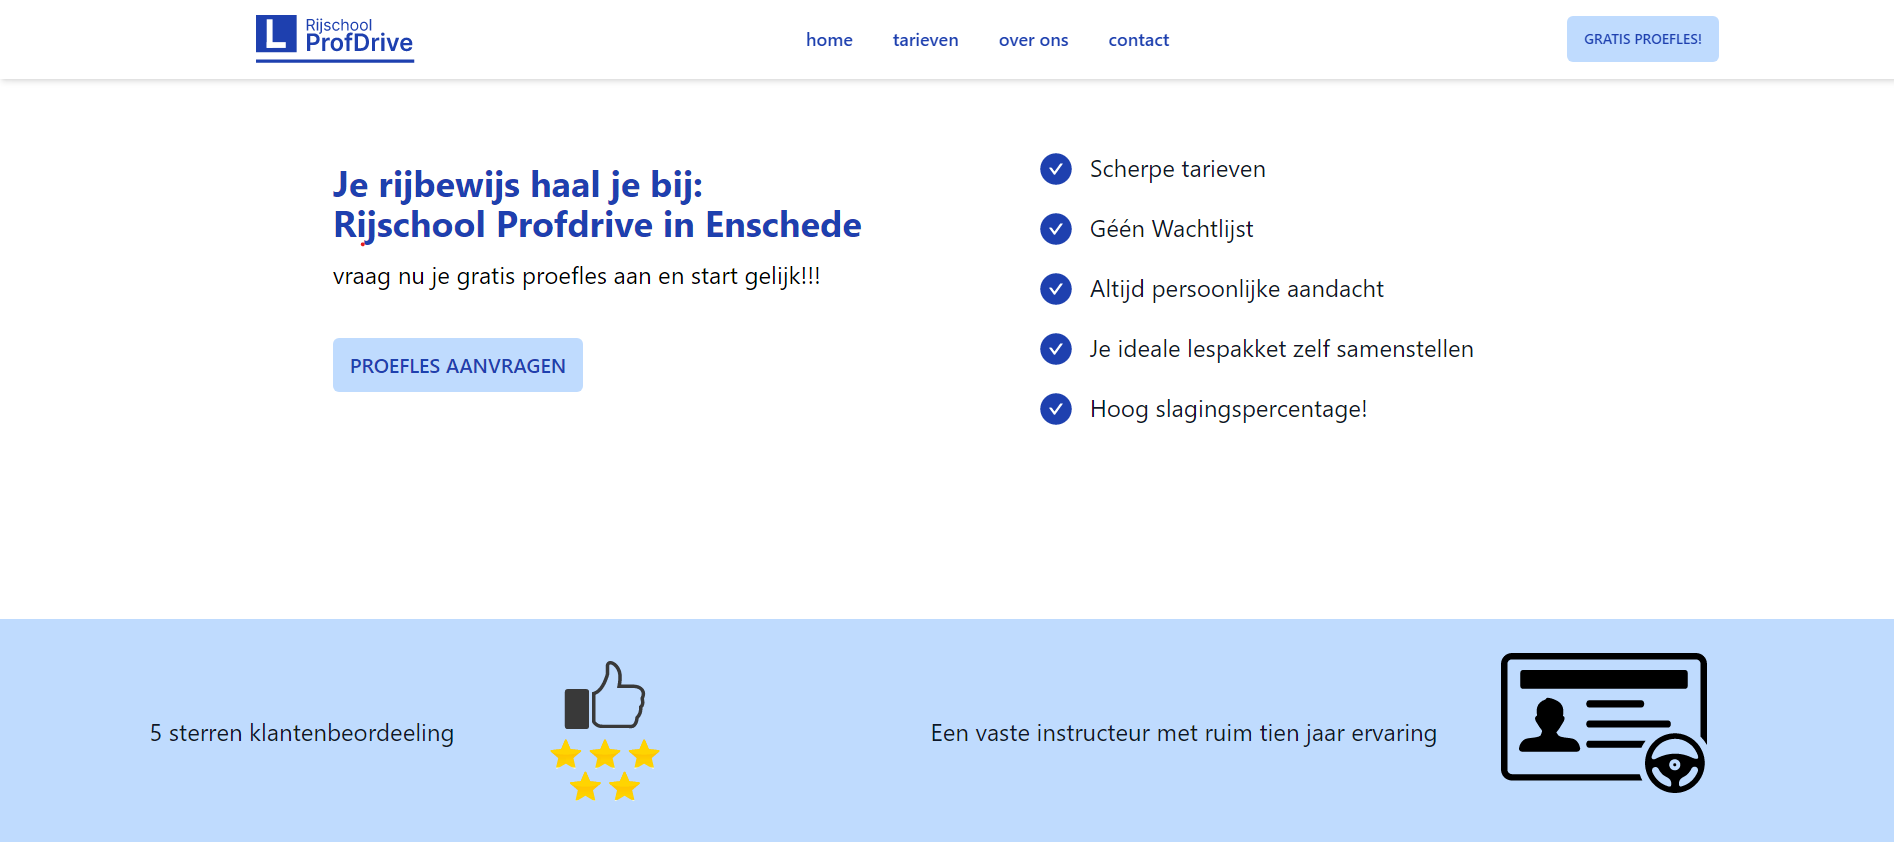 L Rijschool
ProfDrive
home tarieven over ons contact
GRATIS PROEFLES!
Je rijbewijs haal je bij:
Rijschool Profdrive in Enschede
vraag nu je gratis proefles aan en start gelijk!!!
PROEFLES AANVRAGEN
Scherpe tarieven
Géén Wachtlijst
Altijd persoonlijke aandacht
Je ideale lespakket zelf samenstellen
Hoog slagingspercentage!
5 sterren klantenbeordeeling
Een vaste instructeur met ruim tien jaar ervaring